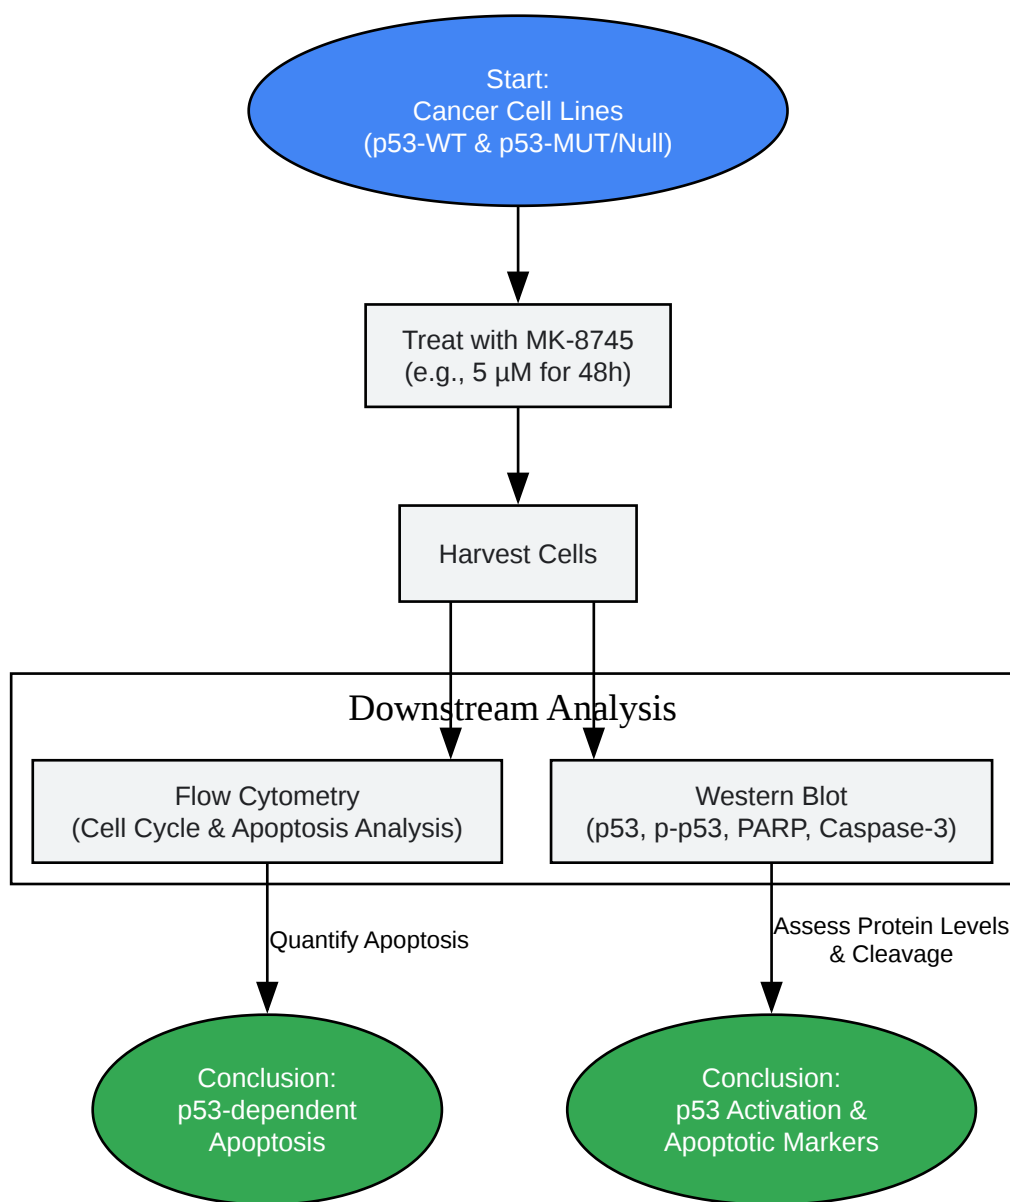 Start:
Cancer Cell Lines
(p53-WT & p53-MUT/Null)
Treat with MK-8745
(e.g., 5 µM for 48h)
Harvest Cells
Downstream Analysis
Flow Cytometry
(Cell Cycle & Apoptosis Analysis)
Western Blot
(p53, p-p53, PARP, Caspase-3)
Quantify Apoptosis
Assess Protein Levels
& Cleavage
Conclusion:
p53-dependent
Apoptosis
Conclusion:
p53 Activation &
Apoptotic Markers